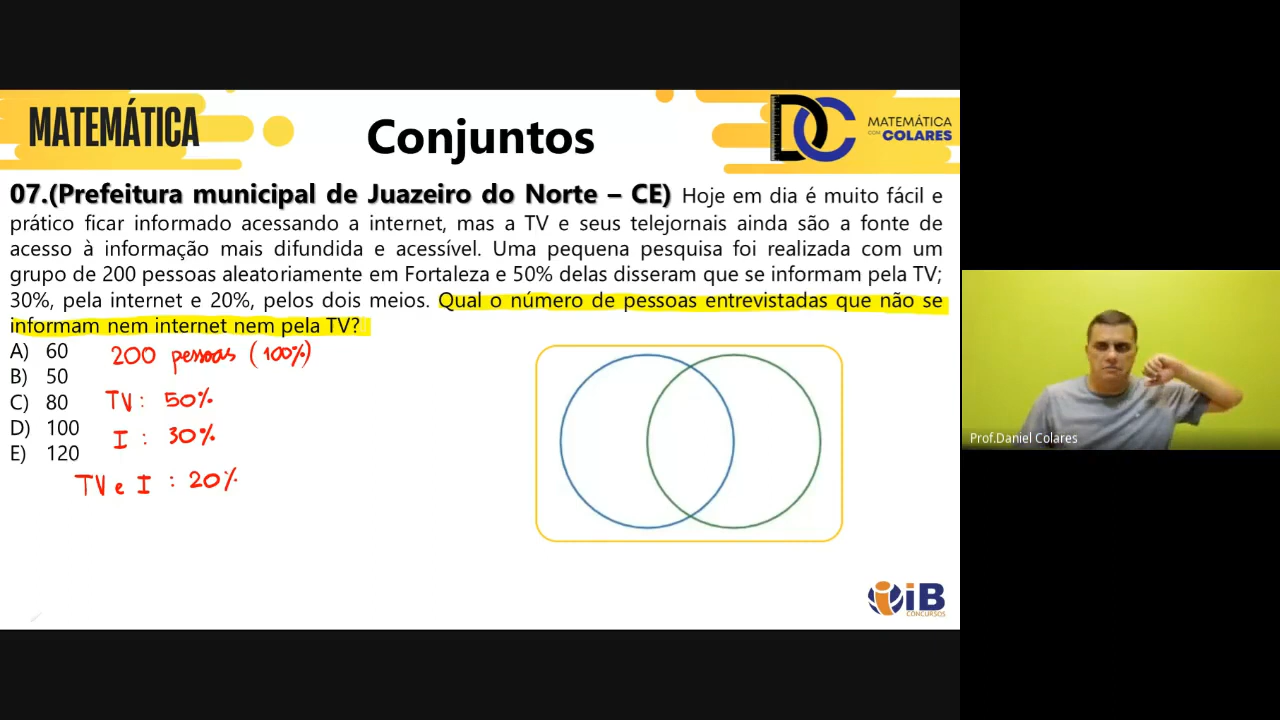 MATEMÁTICA
Conjuntos
DC
MATEMÁTICA
COM COLARES
07.(Prefeitura municipal de Juazeiro do Norte – CE) Hoje em dia é muito fácil e
prático ficar informado acessando a internet, mas a TV e seus telejornais ainda são a fonte de
acesso à informação mais difundida e acessível. Uma pequena pesquisa foi realizada com um
grupo de 200 pessoas aleatoriamente em Fortaleza e 50% delas disseram que se informam pela TV;
30%, pela internet e 20%, pelos dois meios. Qual o número de pessoas entrevistadas que não se
informam nem internet nem pela TV?
A) 60
B) 50
C) 80
D) 100
E) 120
200 pessoas (100%)
TV: 50%
I : 30%
TV e I : 20%
iB
CONCURSOS
Prof.Daniel Colares